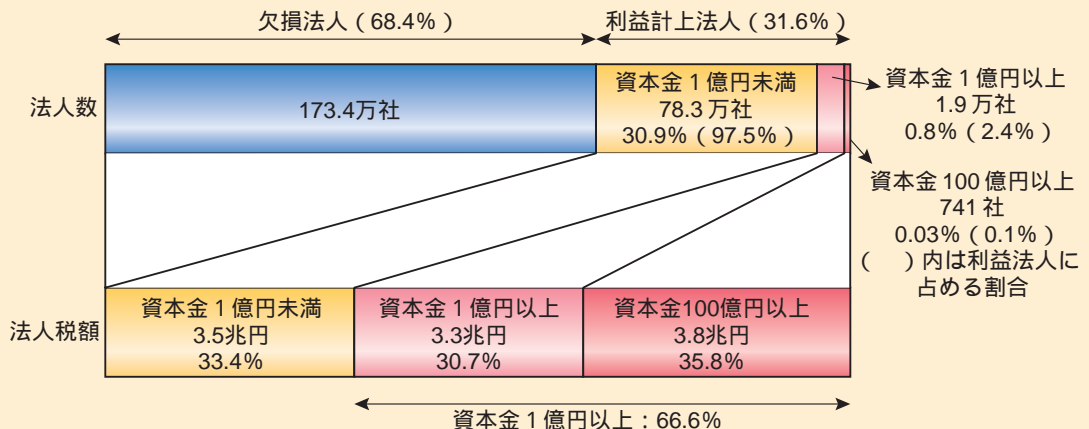 欠損法人（68.4%）
利益計上法人（31.6%）
法人数
173.4万社
資本金１億円未満
78.3万社
30.9%（97.5%）
資本金１億円以上
1.9万社
0.8%（2.4%）
資本金100億円以上
741社
0.03%（0.1%）
（　）内は利益法人に
占める割合
法人税額
資本金１億円未満
3.5兆円
33.4%
資本金１億円以上
3.3兆円
30.7%
資本金100億円以上
3.8兆円
35.8%
資本金１億円以上：66.6%